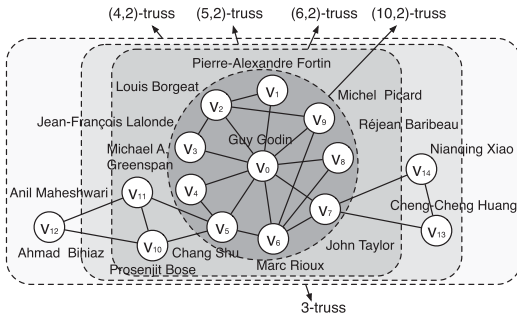 (4,2)-truss (5,2)-truss (6,2)-truss (10,2)-truss
Pierre-Alexandre Fortin
Louis Borgeat
V1
Michel Picard
V2
V9
Jean-François Lalonde
Guy Godin
Réjean Baribeau
Michael A.
Greenspan
V3
V8
Nianqing Xiao
V0
V14
Anil Maheshwari
V11
V4
Cheng-Cheng Huang
V7
V12
V5
V13
V10
V6
Ahmad Bihiaz
Chang Shu
John Taylor
Prosenjit Bose
Marc Rioux
3-truss